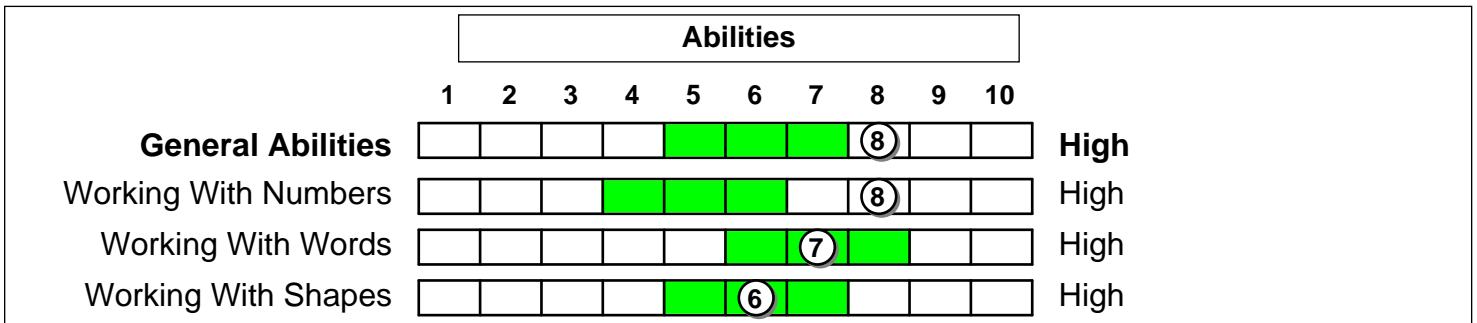 Abilities
1 2 3 4 5 6 7 8 9 10
General Abilities 8 High
Working With Numbers 8 High
Working With Words 7 High
Working With Shapes 6 High